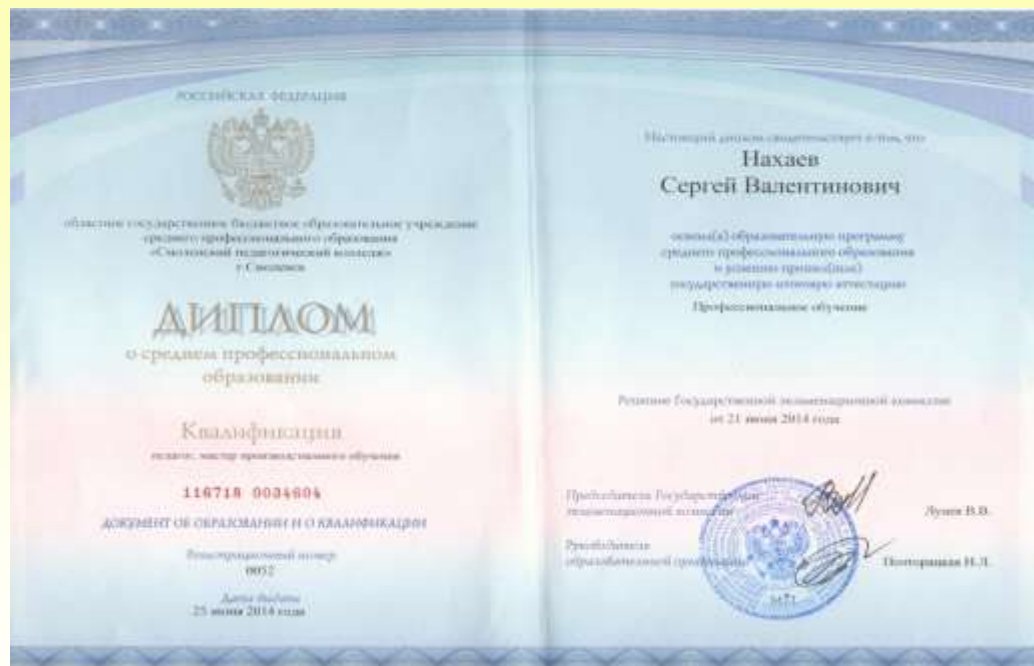 РОССИЙСКАЯ ФЕДЕРАЦИЯ
областное государственное бюджетное образовательное учреждение
среднего профессионального образования
«Смоленский педагогический колледж»
г. Смоленск
ДИПЛОМ
о среднем профессиональном
образовании
Квалификация
педагог, мастер производственного обучения
116718 0034604
ДОКУМЕНТ ОБ ОБРАЗОВАНИИ И О КВАЛИФИКАЦИИ
Регистрационный номер
0052
Дата выдачи
25 июня 2014 года
Настоящий диплом свидетельствует о том, что
Нахаев
Сергей Валентинович
освоил(а) образовательную программу
среднего профессионального образования
и успешно прошел(шла)
государственную итоговую аттестацию
Профессиональное обучение
Решение Государственной экзаменационной комиссии
от 21 июня 2014 года
Председатель Государственной
экзаменационной комиссии
Лунев В.В.
Руководитель
образовательной организации
Полторацкая Н.Л.